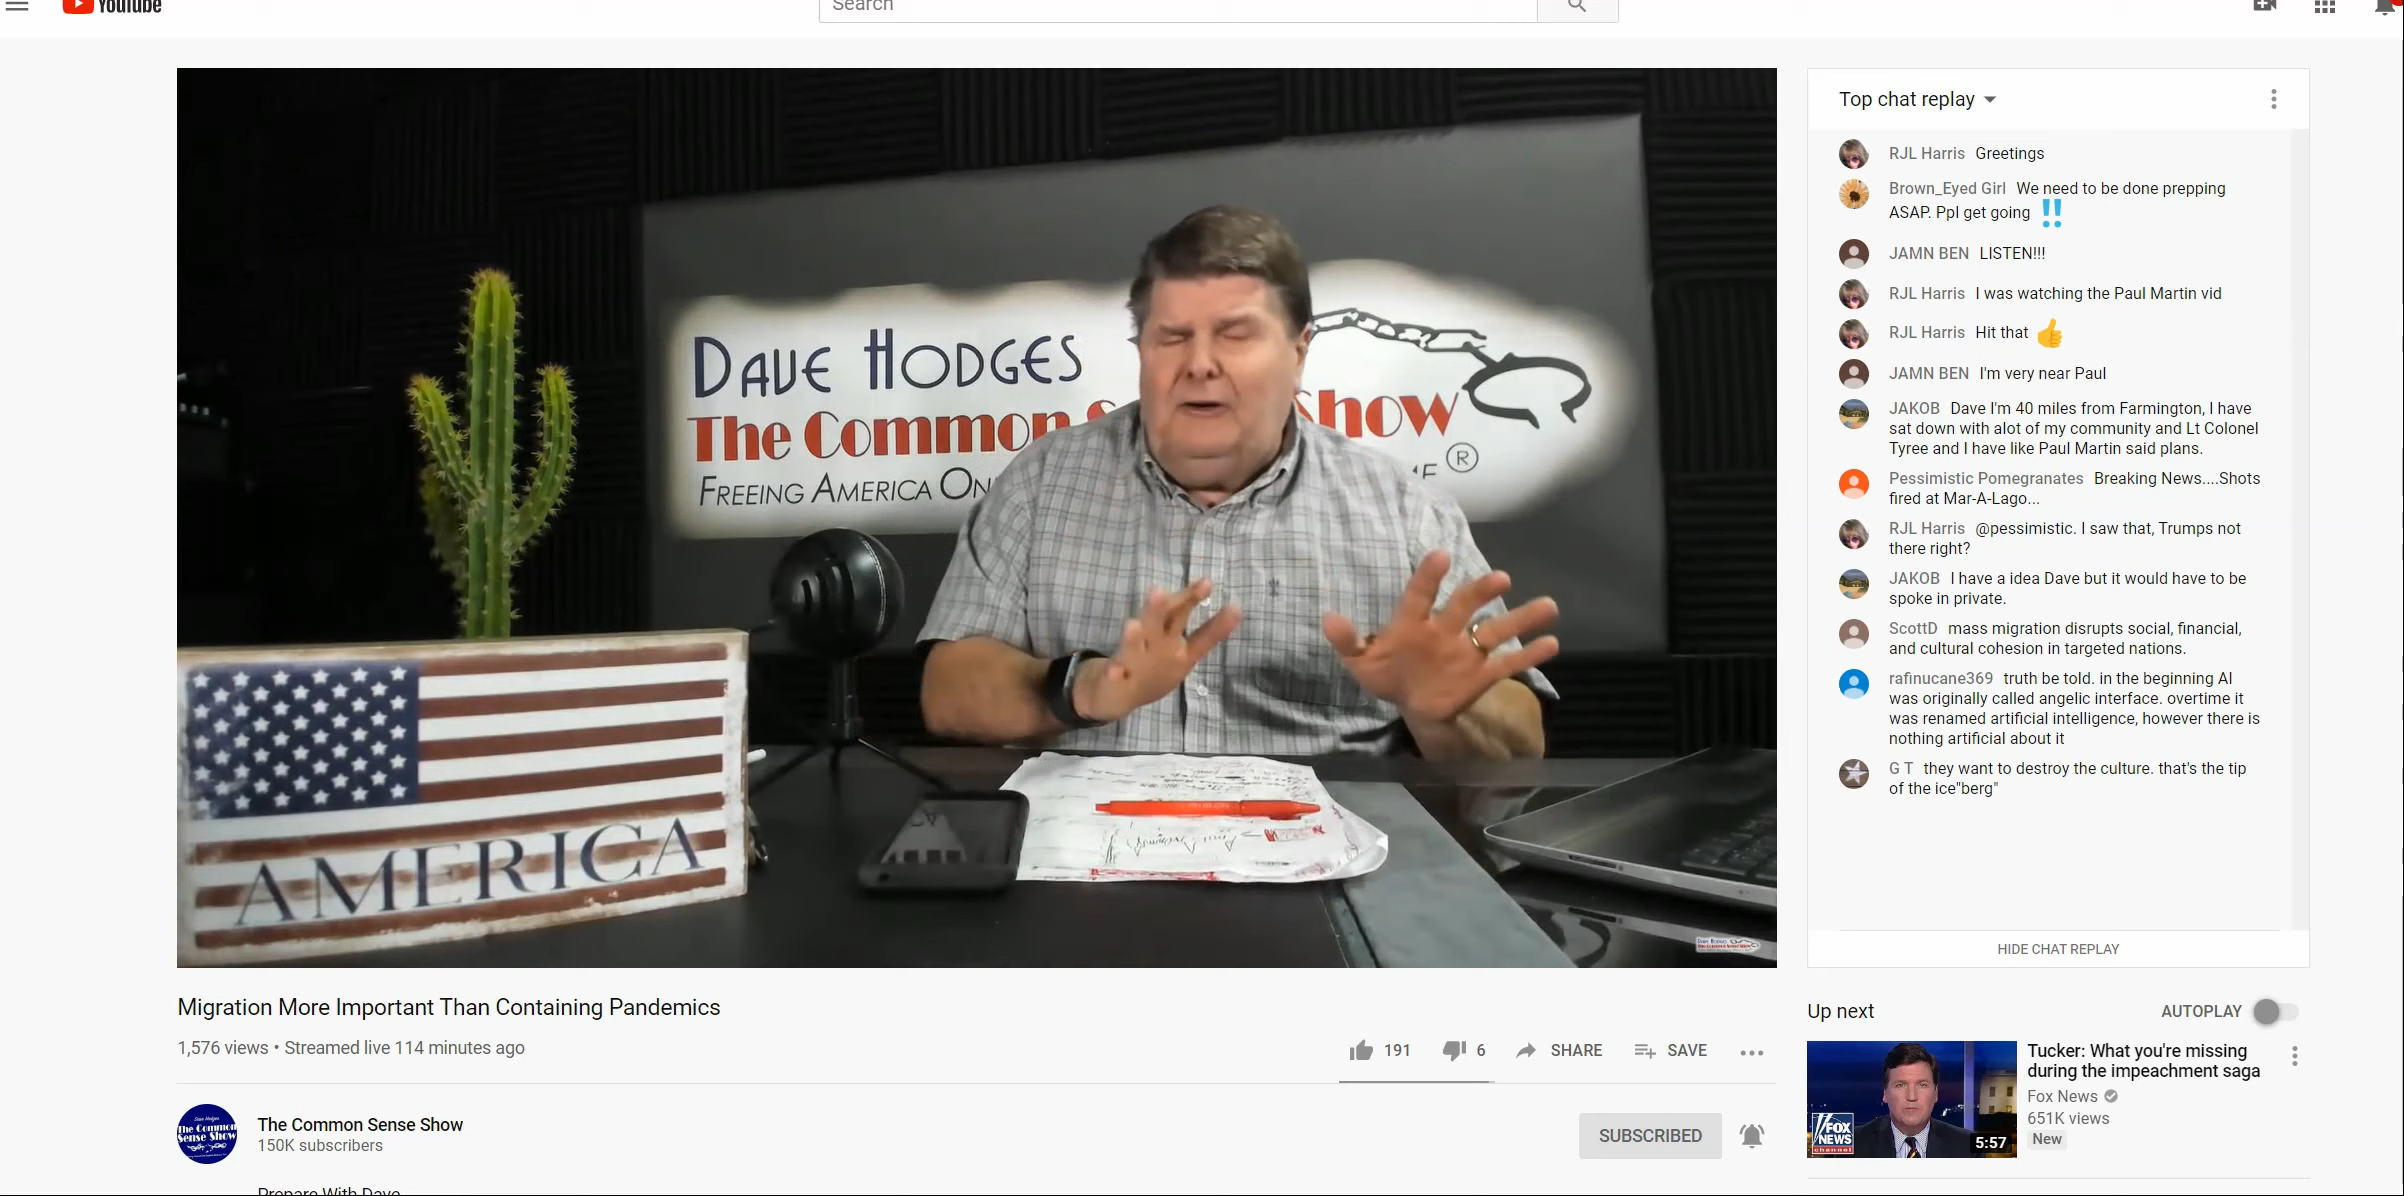 YouTube
Search
DAVE HODGES
The Common Show
FREEING AMERICA
®
AMERICA
Migration More Important Than Containing Pandemics
1,576 views • Streamed live 114 minutes ago
191
6
SHARE
SAVE
The Common
Sense Show
The Common Sense Show
150K subscribers
SUBSCRIBED
Prepare With Dave
Top chat replay
RJL Harris Greetings
Brown_Eyed Girl We need to be done prepping
ASAP. Ppl get going ‼
JAMN BEN LISTEN!!!
RJL Harris I was watching the Paul Martin vid
RJL Harris Hit that 👍
JAMN BEN I'm very near Paul
JAKOB Dave I'm 40 miles from Farmington, I have
sat down with alot of my community and Lt Colonel
Tyree and I have like Paul Martin said plans.
Pessimistic Pomegranates Breaking News....Shots
fired at Mar-A-Lago...
RJL Harris @pessimistic. I saw that, Trumps not
there right?
JAKOB I have a idea Dave but it would have to be
spoke in private.
ScottD mass migration disrupts social, financial,
and cultural cohesion in targeted nations.
rafinucane369 truth be told. in the beginning AI
was originally called angelic interface. overtime it
was renamed artificial intelligence, however there is
nothing artificial about it
G T they want to destroy the culture. that's the tip
of the ice"berg"
HIDE CHAT REPLAY
Up next
AUTOPLAY
FOX
NEWS
channel
5:57
Tucker: What you're missing
during the impeachment saga
Fox News
651K views
New